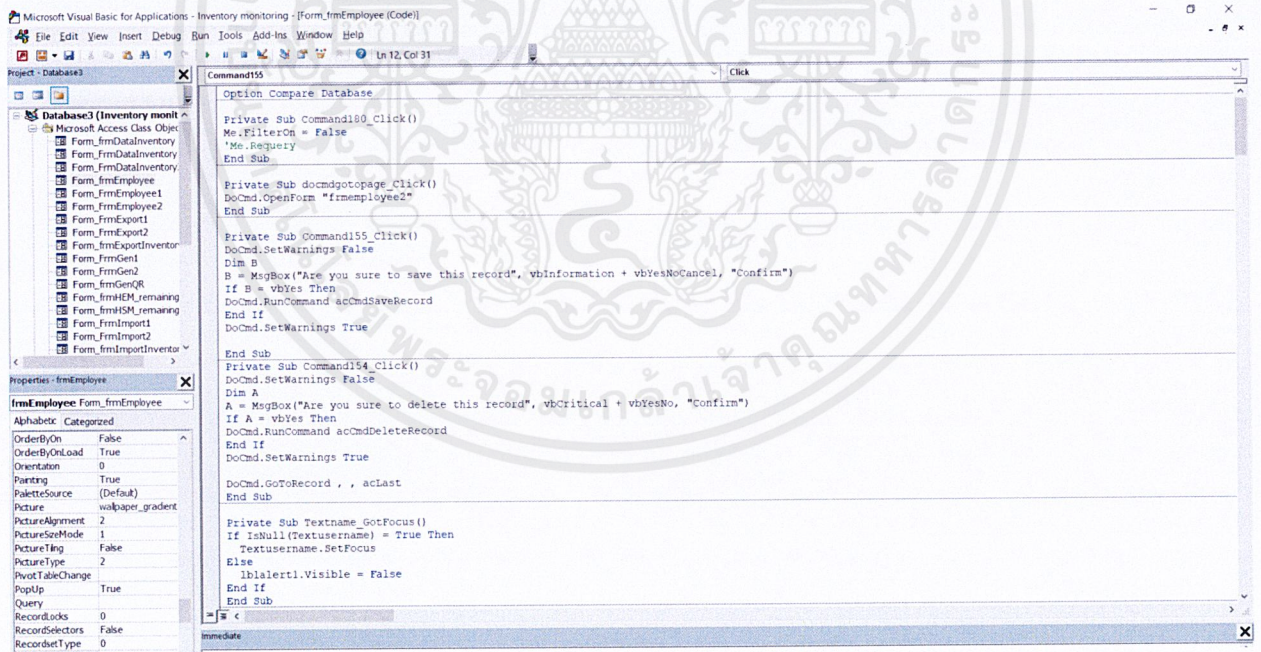 Microsoft Visual Basic for Applications - Inventory monitoring - [Form_frmEmployee (Code)]
File Edit View Insert Debug Run Tools Add-Ins Window Help
Ln 12, Col 31
Project - Database3
Database3 (Inventory monit
Microsoft Access Class Objec
Form_frmDataInventory
Form_FrmDataInventory
Form_FrmDataInventory
Form_frmEmployee
Form_FrmEmployee1
Form_FrmEmployee2
Form_FrmExport1
Form_FrmExport2
Form_frmExportInventor
Form_FrmGen1
Form_FrmGen2
Form_frmGenQR
Form_frmHEM_remaining
Form_frmHSM_remaining
Form_FrmImport1
Form_FrmImport2
Form_frmImportInventor
Properties - frmEmployee
frmEmployee Form_frmEmployee
Alphabetic Categorized
OrderByOn False
OrderByOnLoad True
Orientation 0
Painting True
PaletteSource (Default)
Picture wallpaper_gradient
PictureAlignment 2
PictureSizeMode 1
PictureTiling False
PictureType 2
PivotTableChange
PopUp True
Query
RecordLocks 0
RecordSelectors False
RecordsetType 0
Command155 Click
Option Compare Database
Private Sub Command180_Click()
Me.FilterOn = False
'Me.Requery
End Sub
Private Sub docmdgotopage_Click()
DoCmd.OpenForm "frmemployee2"
End Sub
Private Sub Command155_Click()
DoCmd.SetWarnings False
Dim B
B = MsgBox("Are you sure to save this record", vbInformation + vbYesNoCancel, "Confirm")
If B = vbYes Then
DoCmd.RunCommand acCmdSaveRecord
End If
DoCmd.SetWarnings True
End Sub
Private Sub Command154_Click()
DoCmd.SetWarnings False
Dim A
A = MsgBox("Are you sure to delete this record", vbCritical + vbYesNo, "Confirm")
If A = vbYes Then
DoCmd.RunCommand acCmdDeleteRecord
End If
DoCmd.SetWarnings True
DoCmd.GoToRecord , , acLast
End Sub
Private Sub Textname_GotFocus()
If IsNull(Textusername) = True Then
Textusername.SetFocus
Else
lblalert1.Visible = False
End If
End Sub
Immediate